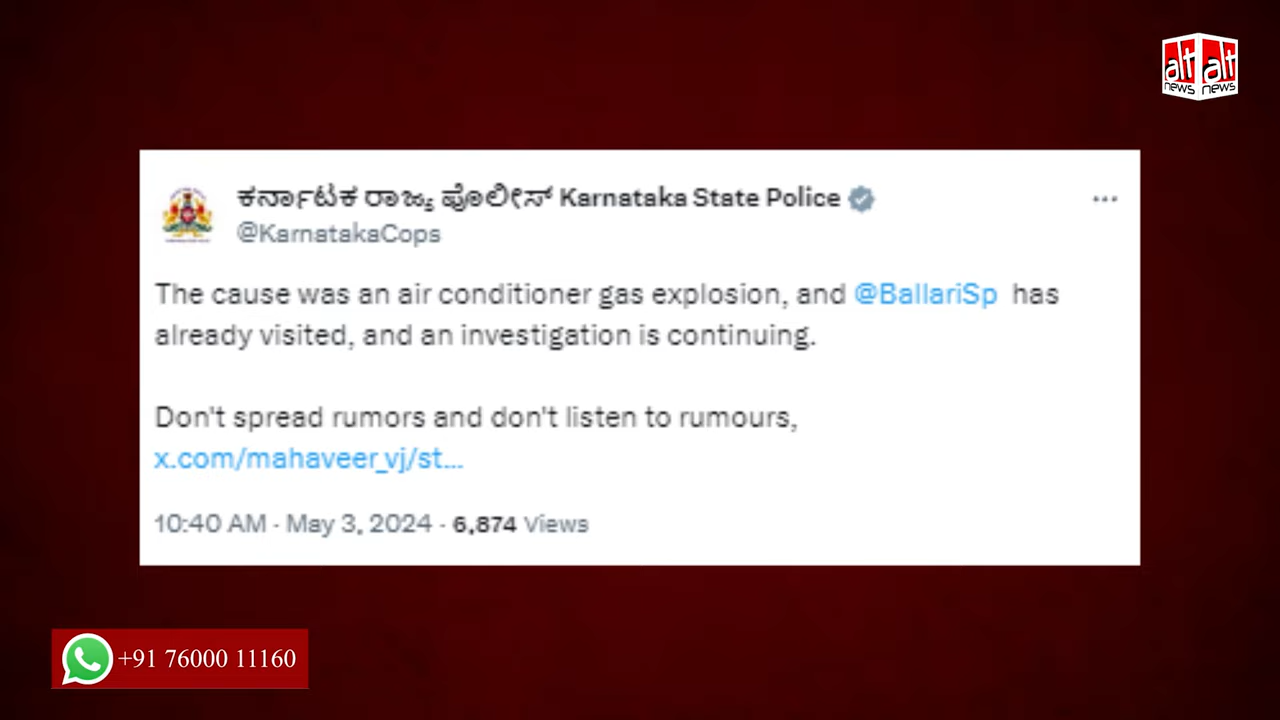 alt alt
news news
ಕರ್ನಾಟಕ ರಾಜ್ಯ ಪೊಲೀಸ್ Karnataka State Police
@KarnatakaCops
The cause was an air conditioner gas explosion, and @BallariSp has
already visited, and an investigation is continuing.
Don't spread rumors and don't listen to rumours,
x.com/mahaveer_vj/st...
10:40 AM · May 3, 2024 · 6,874 Views
+91 76000 11160